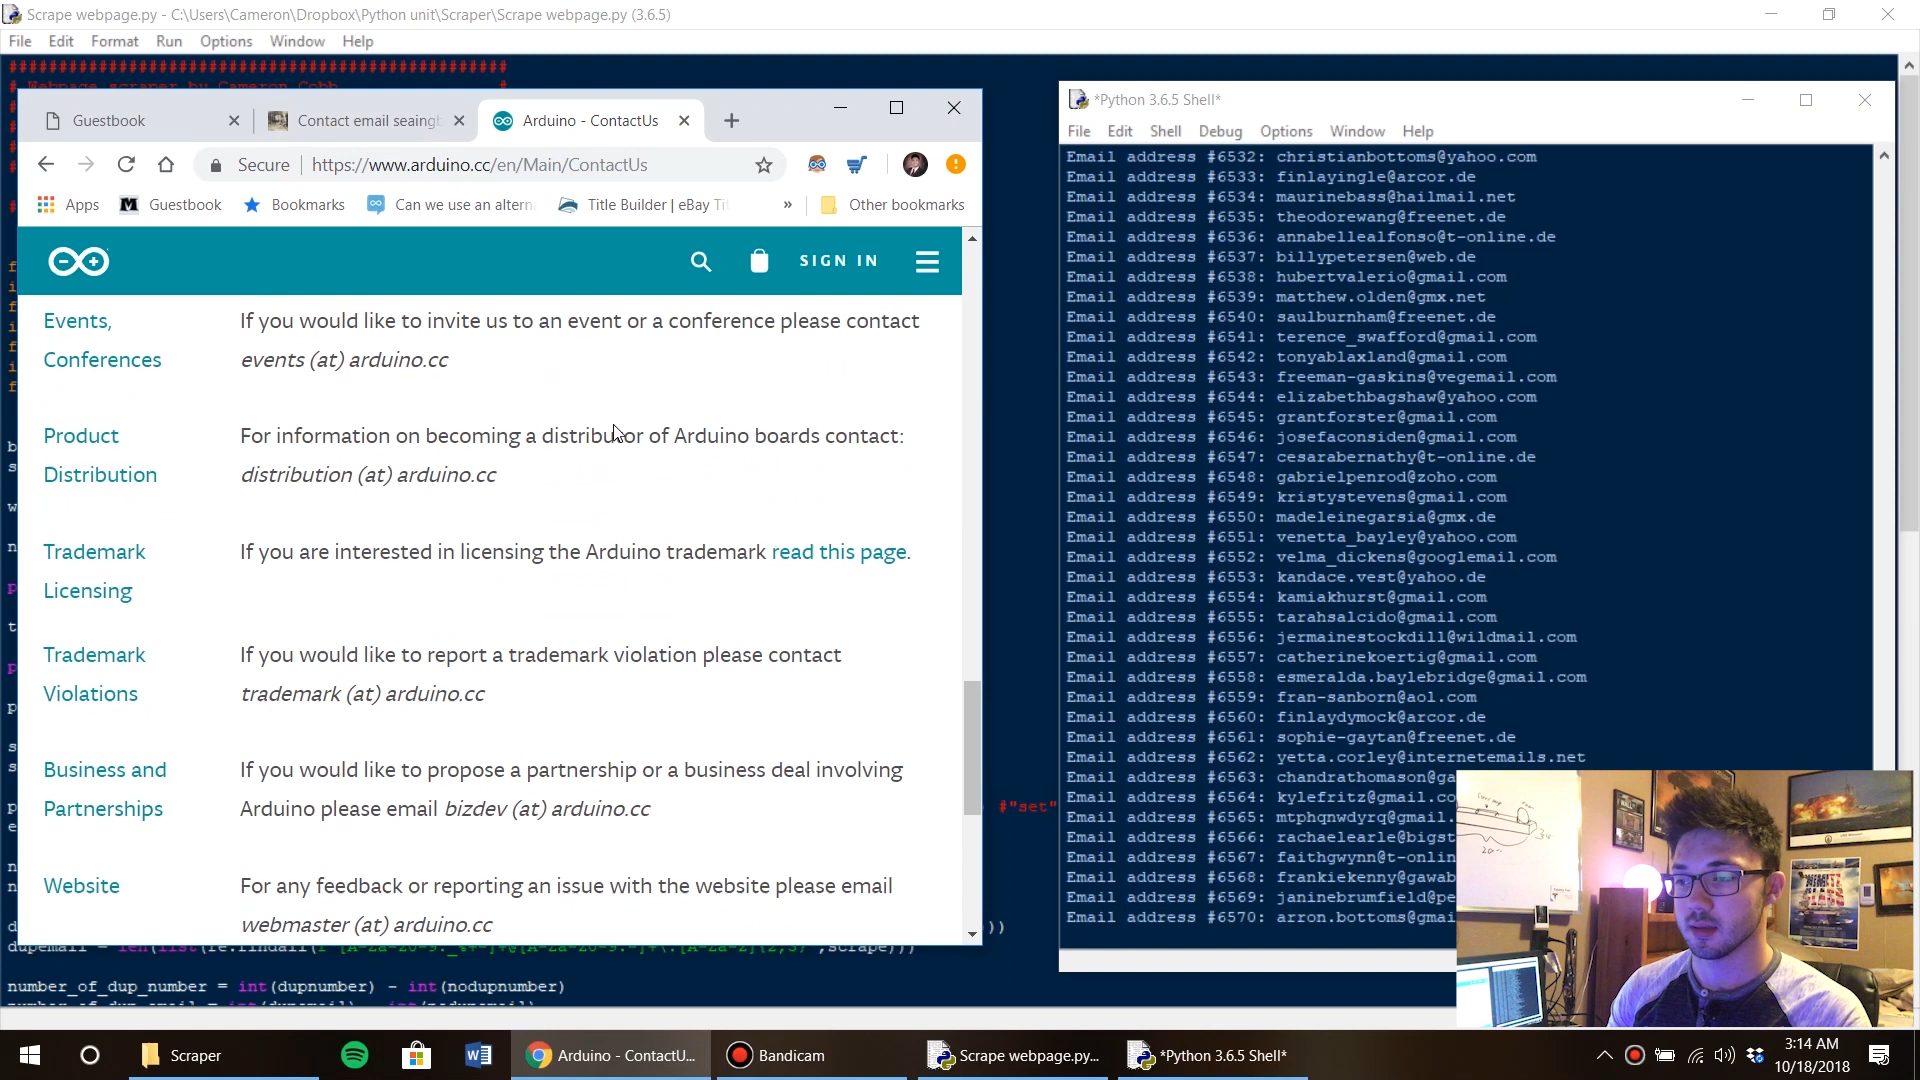 Scrape webpage.py - C:\Users\Cameron\Dropbox\Python unit\Scraper\Scrape webpage.py (3.6.5)
File Edit Format Run Options Window Help
##################################################
# Webpage scraper by Cameron Cobb #
Guestbook
Contact email seaingb
Arduino - ContactUs
Secure | https://www.arduino.cc/en/Main/ContactUs
Apps Guestbook Bookmarks Can we use an altern Title Builder | eBay Tit » Other bookmarks
SIGN IN
Events, Conferences
If you would like to invite us to an event or a conference please contact
events (at) arduino.cc
Product Distribution
For information on becoming a distributor of Arduino boards contact:
distribution (at) arduino.cc
Trademark Licensing
If you are interested in licensing the Arduino trademark read this page.
Trademark Violations
If you would like to report a trademark violation please contact
trademark (at) arduino.cc
Business and Partnerships
If you would like to propose a partnership or a business deal involving
Arduino please email bizdev (at) arduino.cc
Website
For any feedback or reporting an issue with the website please email
webmaster (at) arduino.cc
#"set"
number_of_dup_number = int(dupnumber) - int(nodupnumber)
*Python 3.6.5 Shell*
File Edit Shell Debug Options Window Help
Email address #6532: christianbottoms@yahoo.com
Email address #6533: finlayingle@arcor.de
Email address #6534: maurinebass@hailmail.net
Email address #6535: theodorewang@freenet.de
Email address #6536: annabellealfonso@t-online.de
Email address #6537: billypetersen@web.de
Email address #6538: hubertvalerio@gmail.com
Email address #6539: matthew.olden@gmx.net
Email address #6540: saulburnham@freenet.de
Email address #6541: terence_swafford@gmail.com
Email address #6542: tonyablaxland@gmail.com
Email address #6543: freeman-gaskins@vegemail.com
Email address #6544: elizabethbagshaw@yahoo.com
Email address #6545: grantforster@gmail.com
Email address #6546: josefaconsiden@gmail.com
Email address #6547: cesarabernathy@t-online.de
Email address #6548: gabrielpenrod@zoho.com
Email address #6549: kristystevens@gmail.com
Email address #6550: madeleinegarsia@gmx.de
Email address #6551: venetta_bayley@yahoo.com
Email address #6552: velma_dickens@googlemail.com
Email address #6553: kandace.vest@yahoo.de
Email address #6554: kamiakhurst@gmail.com
Email address #6555: tarahsalcido@gmail.com
Email address #6556: jermainestockdill@wildmail.com
Email address #6557: catherinekoertig@gmail.com
Email address #6558: esmeralda.baylebridge@gmail.com
Email address #6559: fran-sanborn@aol.com
Email address #6560: finlaydymock@arcor.de
Email address #6561: sophie-gaytan@freenet.de
Email address #6562: yetta.corley@internetemails.net
Email address #6563: chandrathomason@ga
Email address #6564: kylefritz@gmail.co
Email address #6565: mtphqnwdyrq@gmail.
Email address #6566: rachaelearle@bigst
Email address #6567: faithgwynn@t-onlin
Email address #6568: frankiekenny@gawab
Email address #6569: janinebrumfield@pe
Email address #6570: arron.bottoms@gmai
Scraper
Arduino - ContactU...
Bandicam
Scrape webpage.py...
*Python 3.6.5 Shell*
3:14 AM
10/18/2018